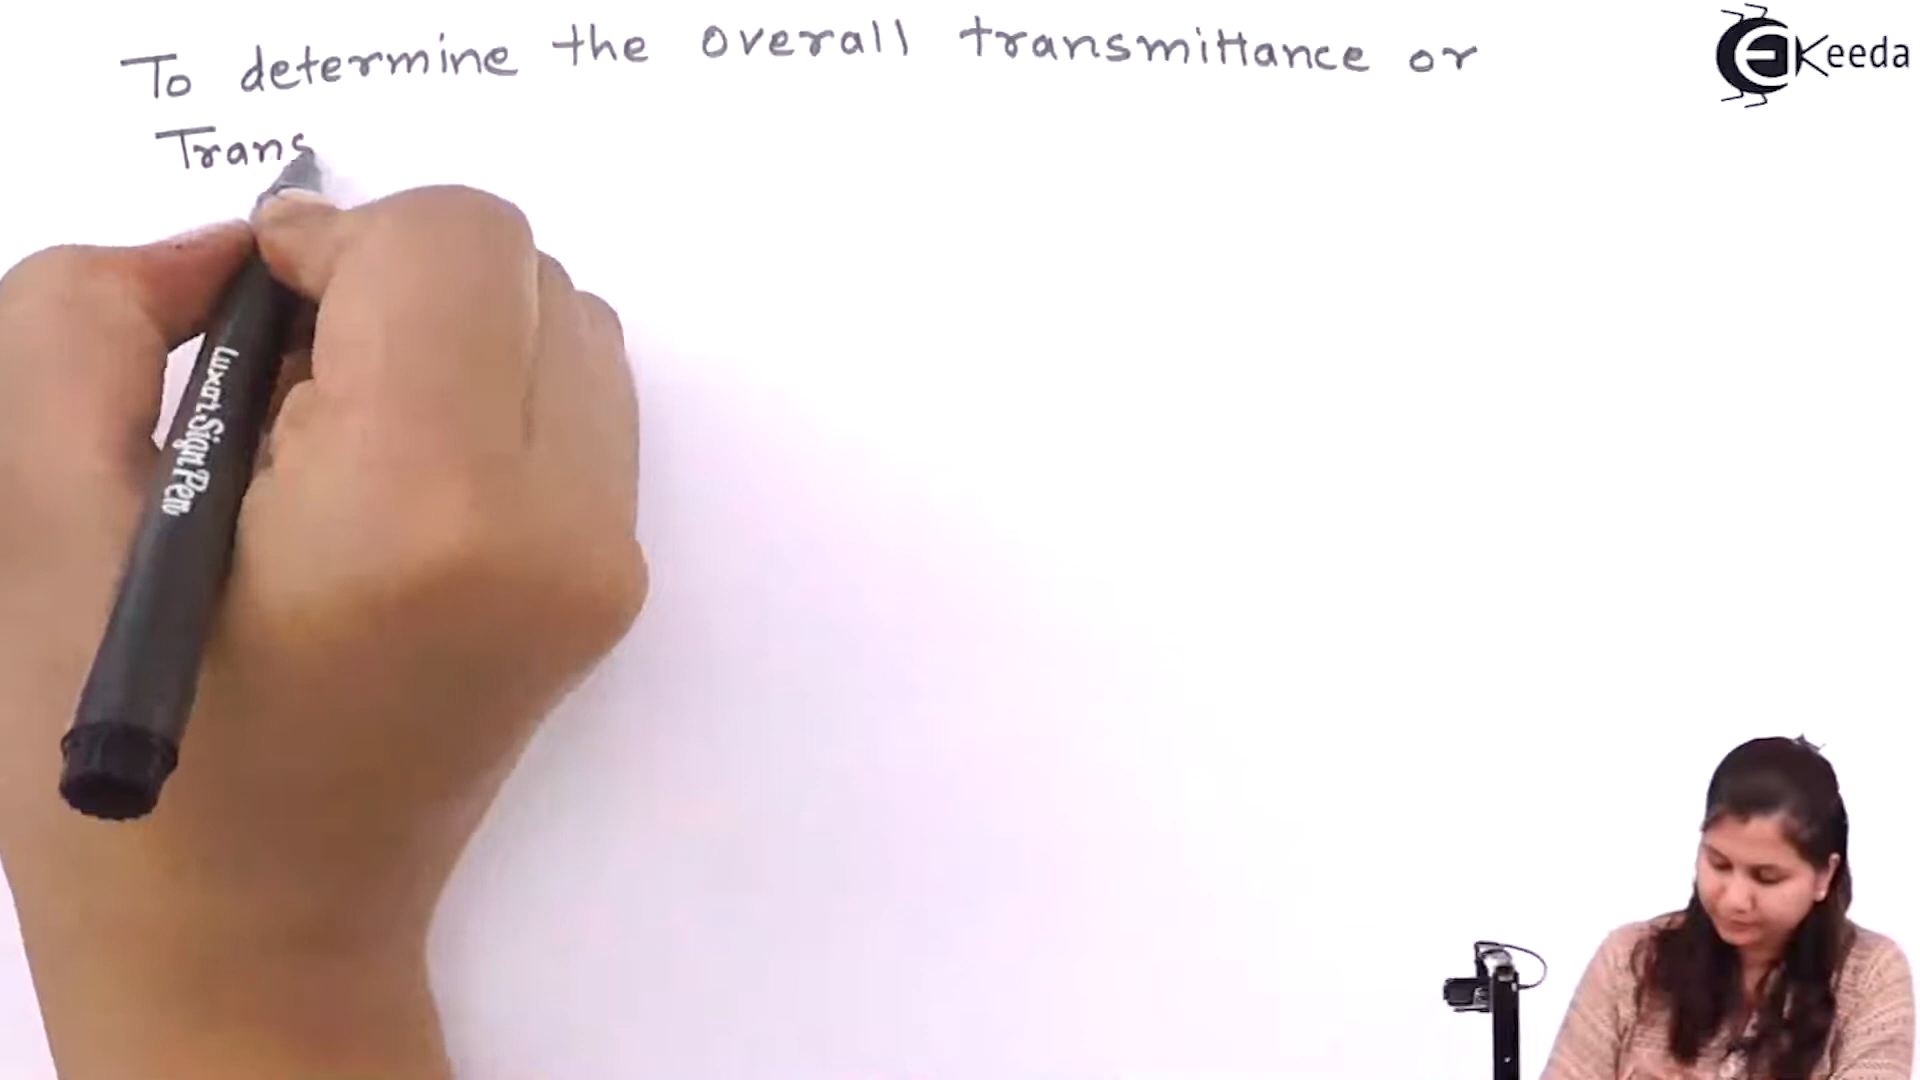 To determine the overall transmittance or
Trans
Keeda
Luxor Sign Pen